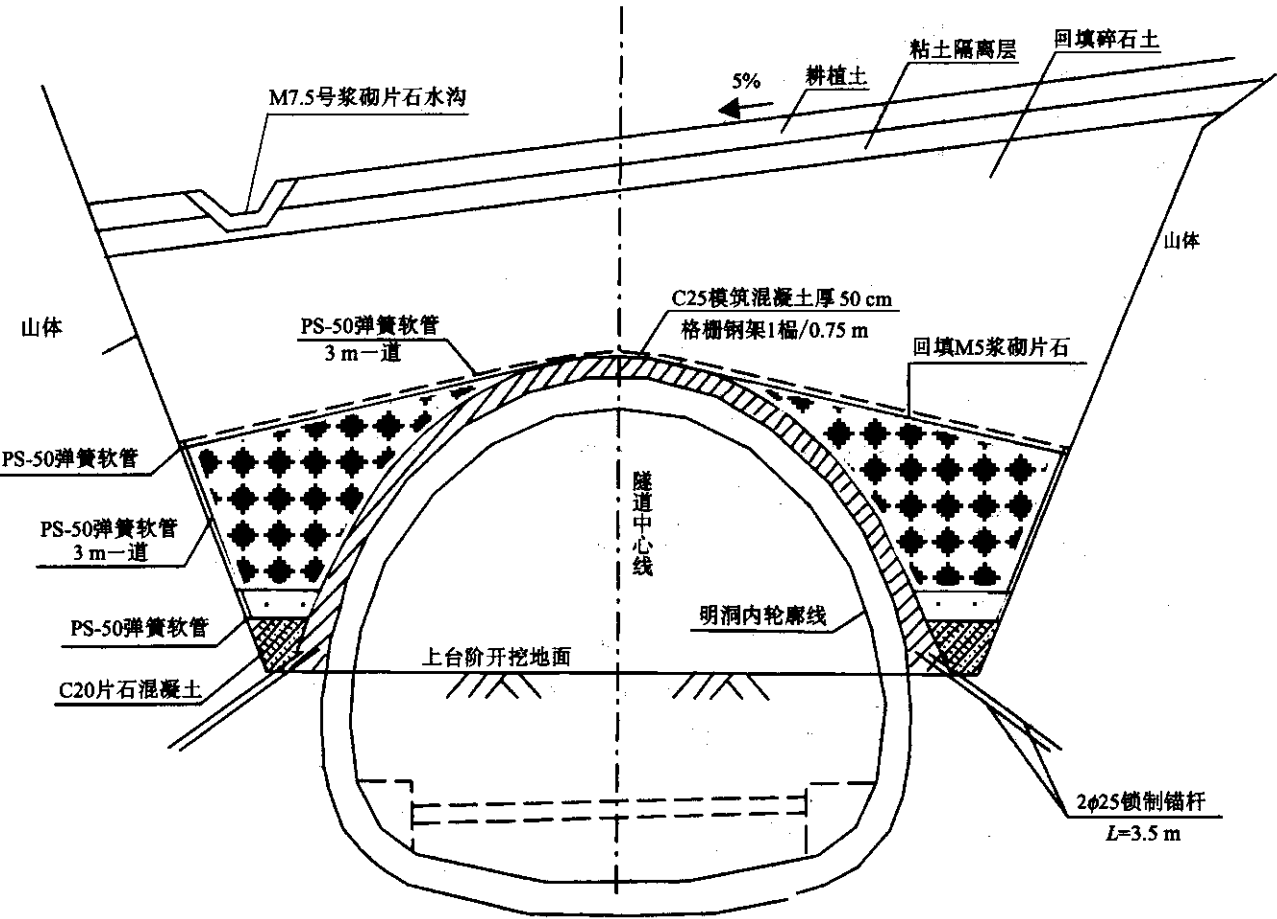 回填碎石土
粘土隔离层
耕植土
5%
M7.5号浆砌片石水沟
山体
山体
C25模筑混凝土厚 50 cm
格栅钢架1榀/0.75 m
PS-50弹簧软管
3 m一道
回填M5浆砌片石
PS-50弹簧软管
隧道中心线
PS-50弹簧软管
3 m一道
明洞内轮廓线
PS-50弹簧软管
上台阶开挖地面
C20片石混凝土
2ϕ25锁制锚杆
L=3.5 m